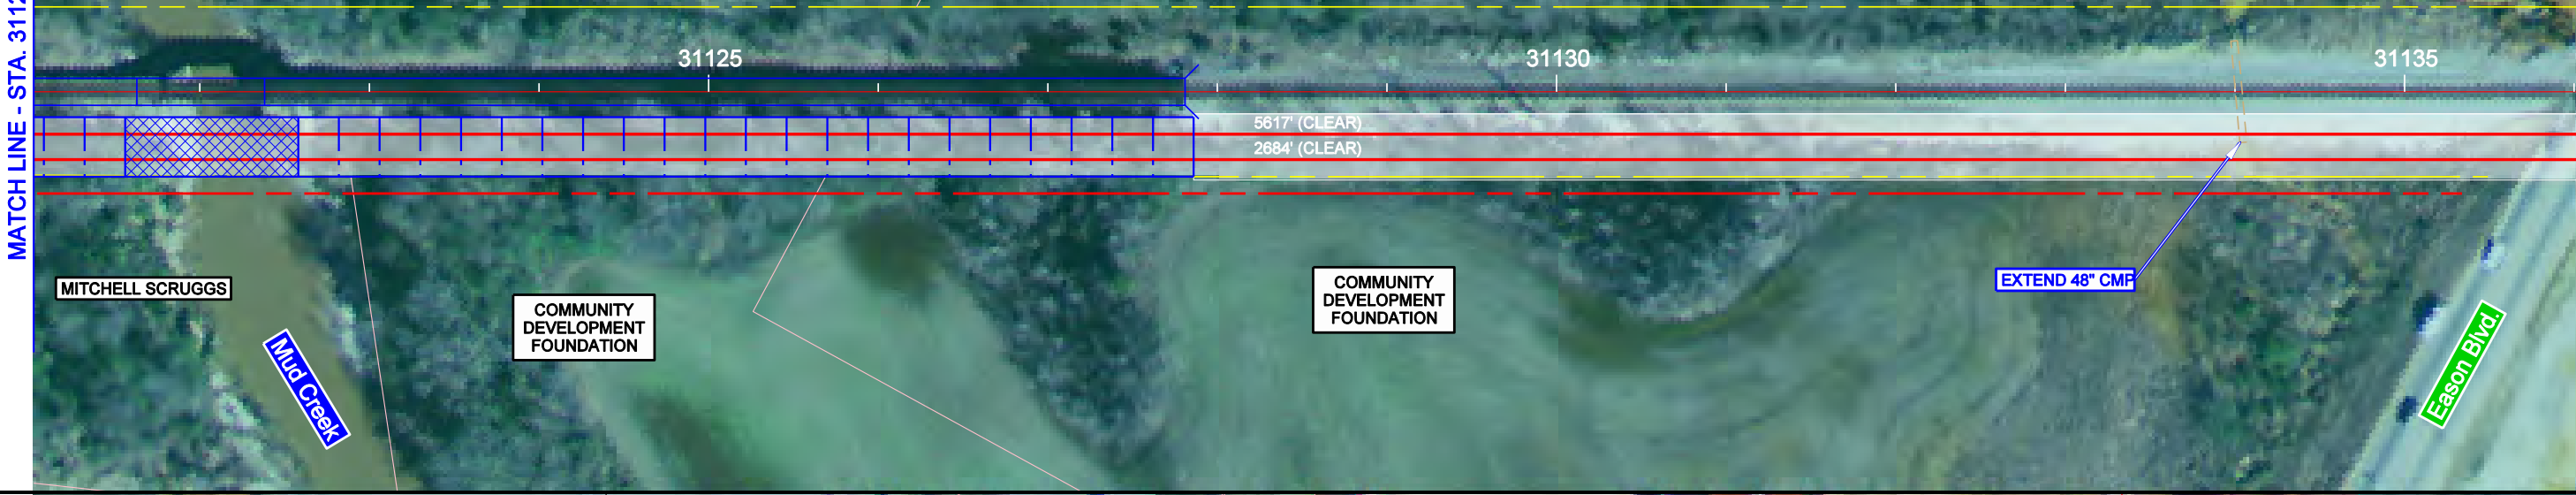 MATCH LINE - STA. 3112
31125
31130
31135
5617' (CLEAR)
2684' (CLEAR)
MITCHELL SCRUGGS
Mud Creek
COMMUNITY
DEVELOPMENT
FOUNDATION
COMMUNITY
DEVELOPMENT
FOUNDATION
EXTEND 48" CMP
Eason Blvd.